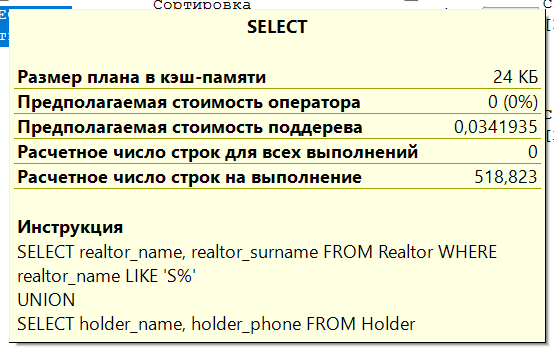 Сортировка
SELECT
Размер плана в кэш-памяти 24 КБ
Предполагаемая стоимость оператора 0 (0%)
Предполагаемая стоимость поддерева 0,0341935
Расчетное число строк для всех выполнений 0
Расчетное число строк на выполнение 518,823
Инструкция
SELECT realtor_name, realtor_surname FROM Realtor WHERE
realtor_name LIKE 'S%'
UNION
SELECT holder_name, holder_phone FROM Holder